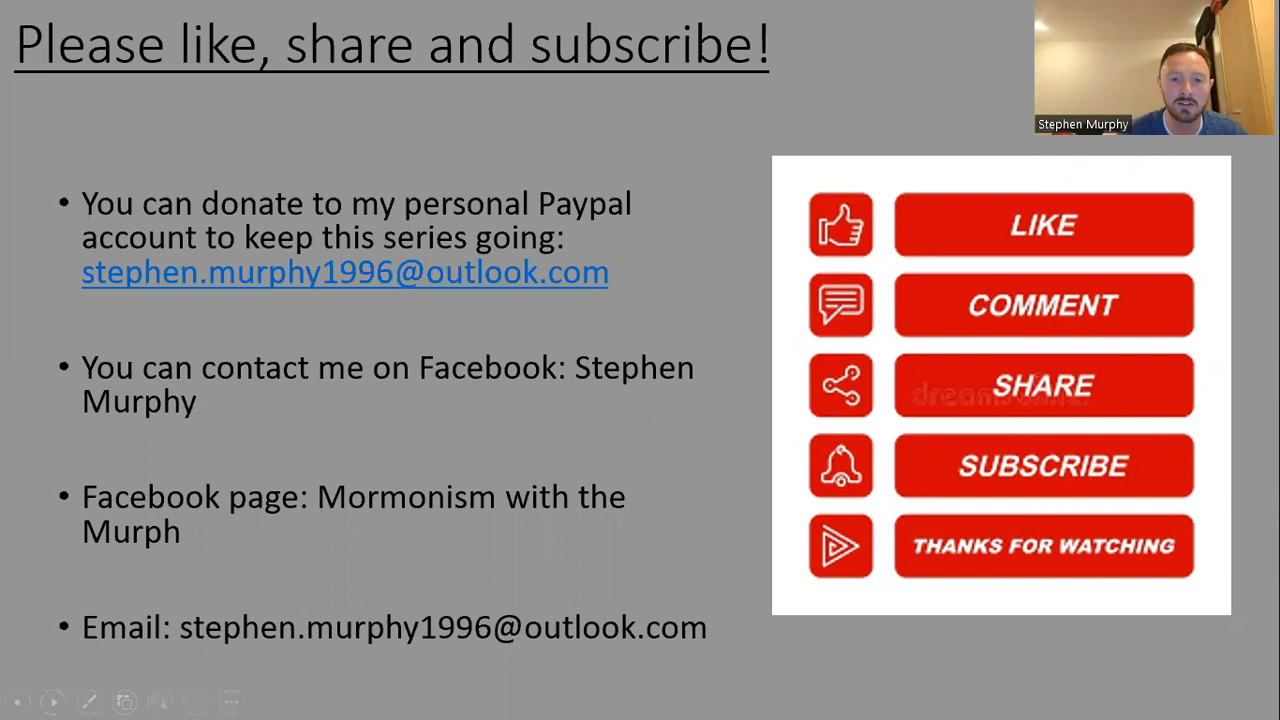 Please like, share and subscribe!
Stephen Murphy
• You can donate to my personal Paypal
account to keep this series going:
stephen.murphy1996@outlook.com
• You can contact me on Facebook: Stephen
Murphy
• Facebook page: Mormonism with the
Murph
• Email: stephen.murphy1996@outlook.com
LIKE
COMMENT
SHARE
SUBSCRIBE
THANKS FOR WATCHING